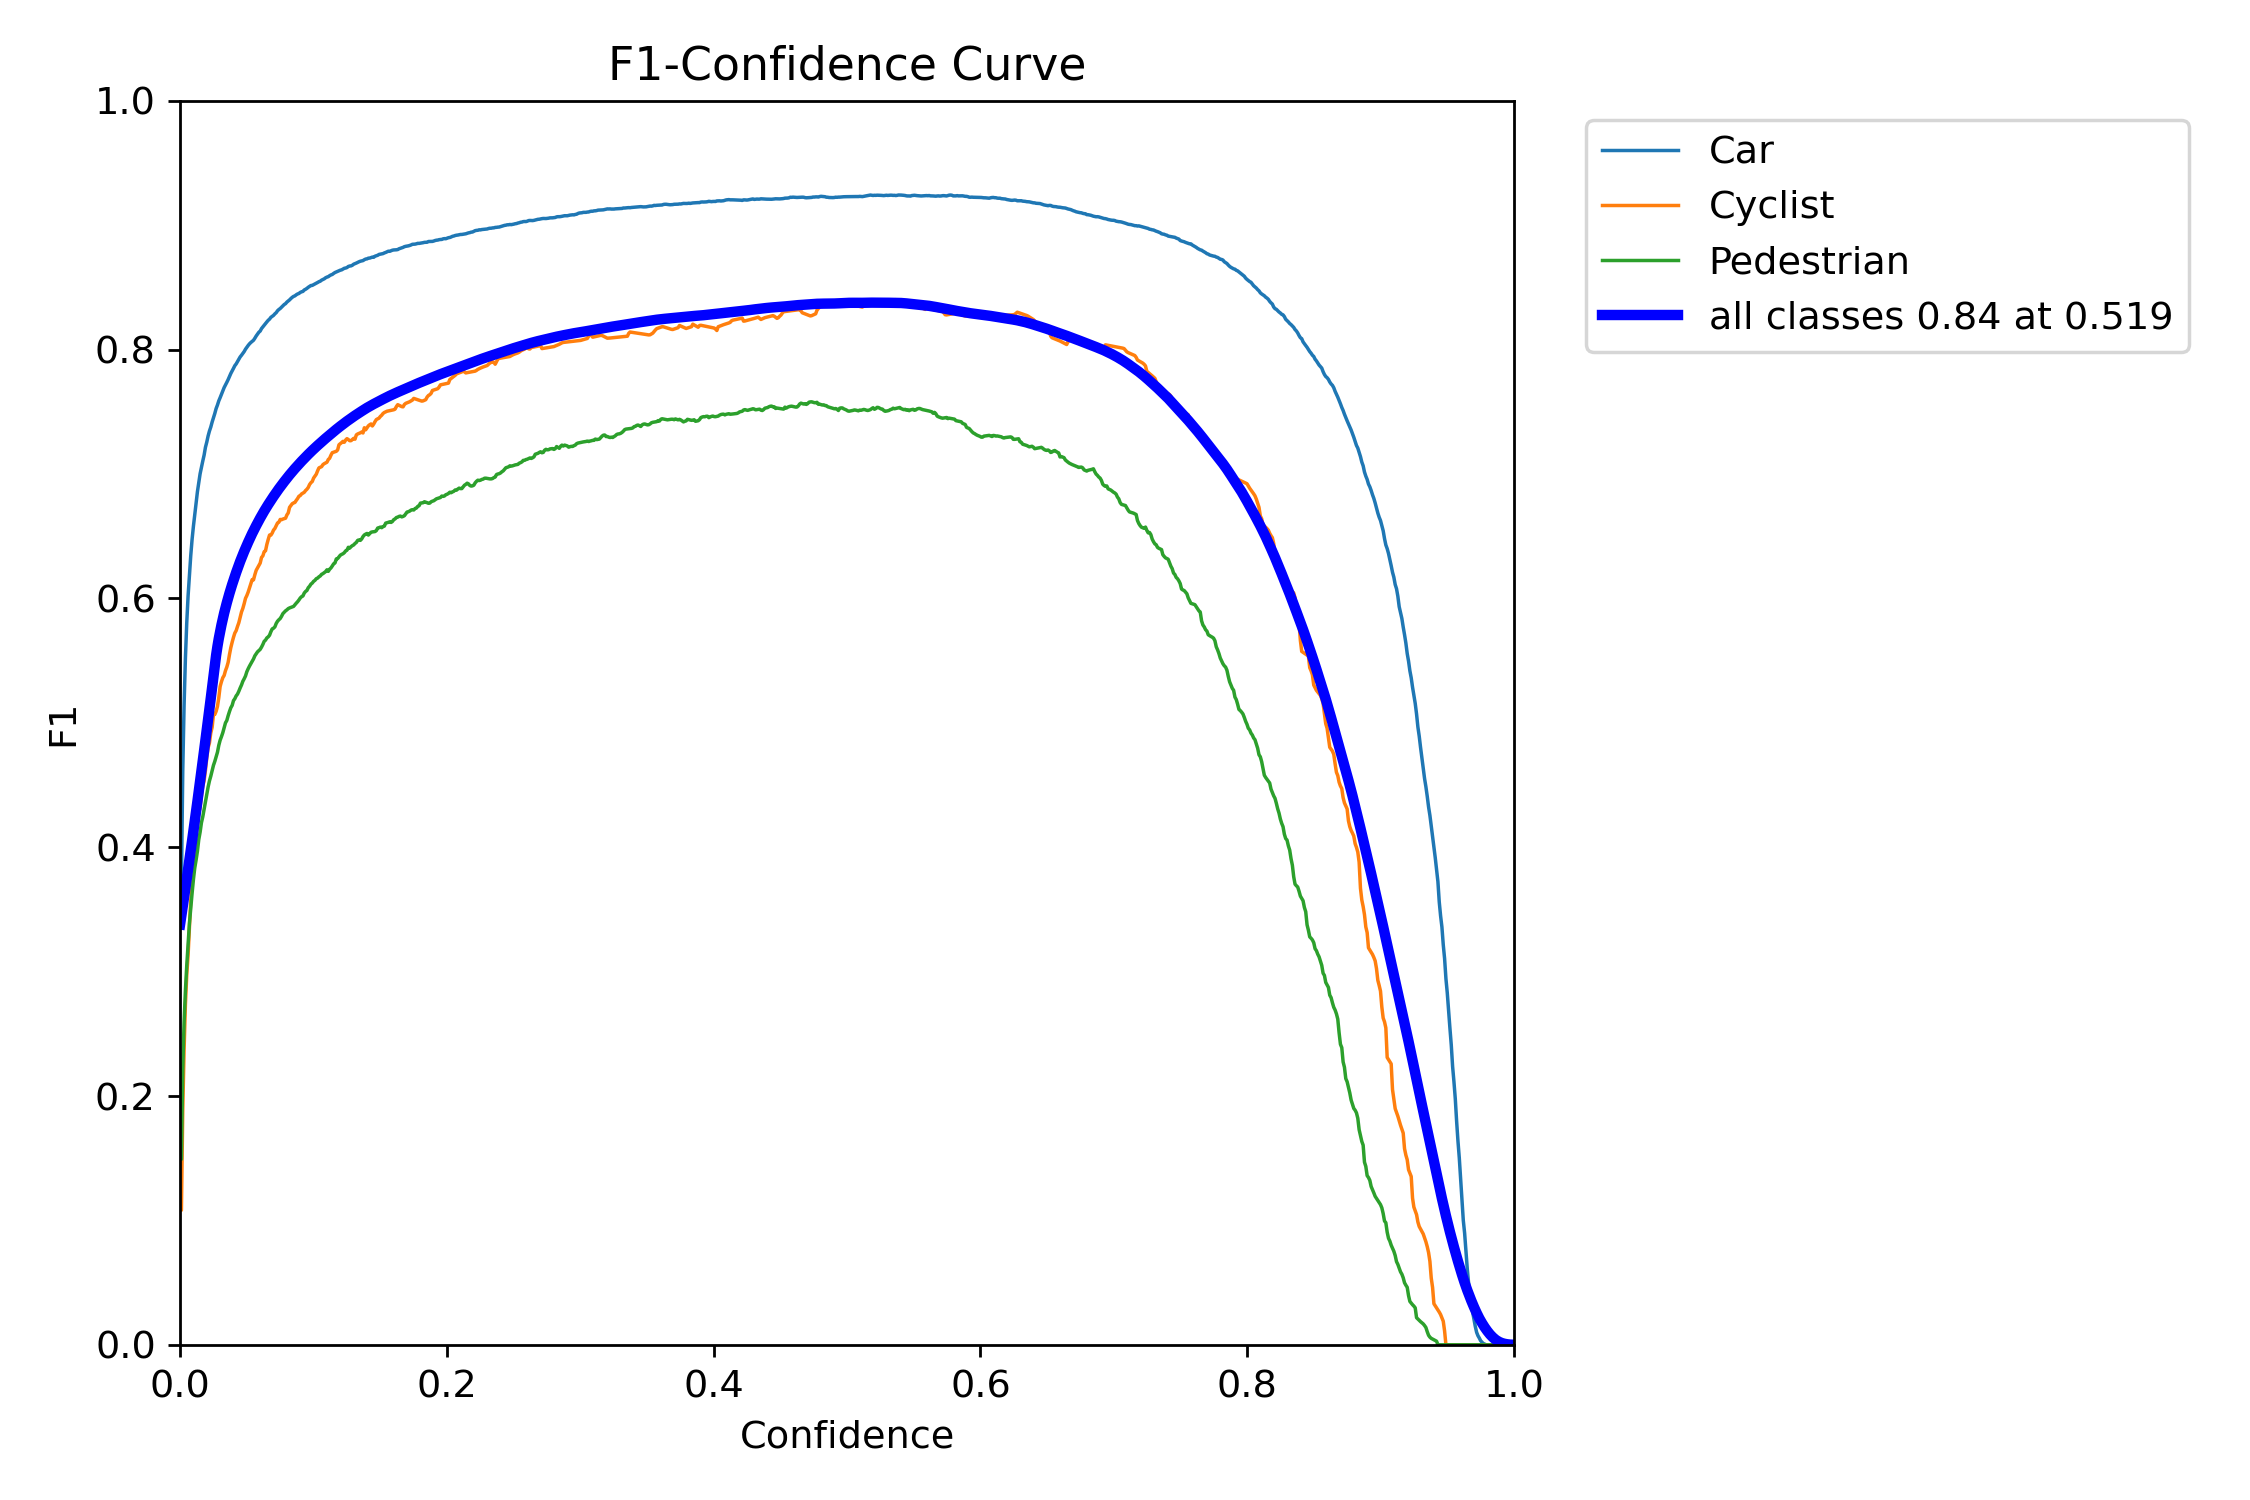 F1-Confidence Curve
1.0
0.8
0.6
0.4
0.2
0.0
F1
0.0 0.2 0.4 0.6 0.8 1.0
Confidence
Car
Cyclist
Pedestrian
all classes 0.84 at 0.519